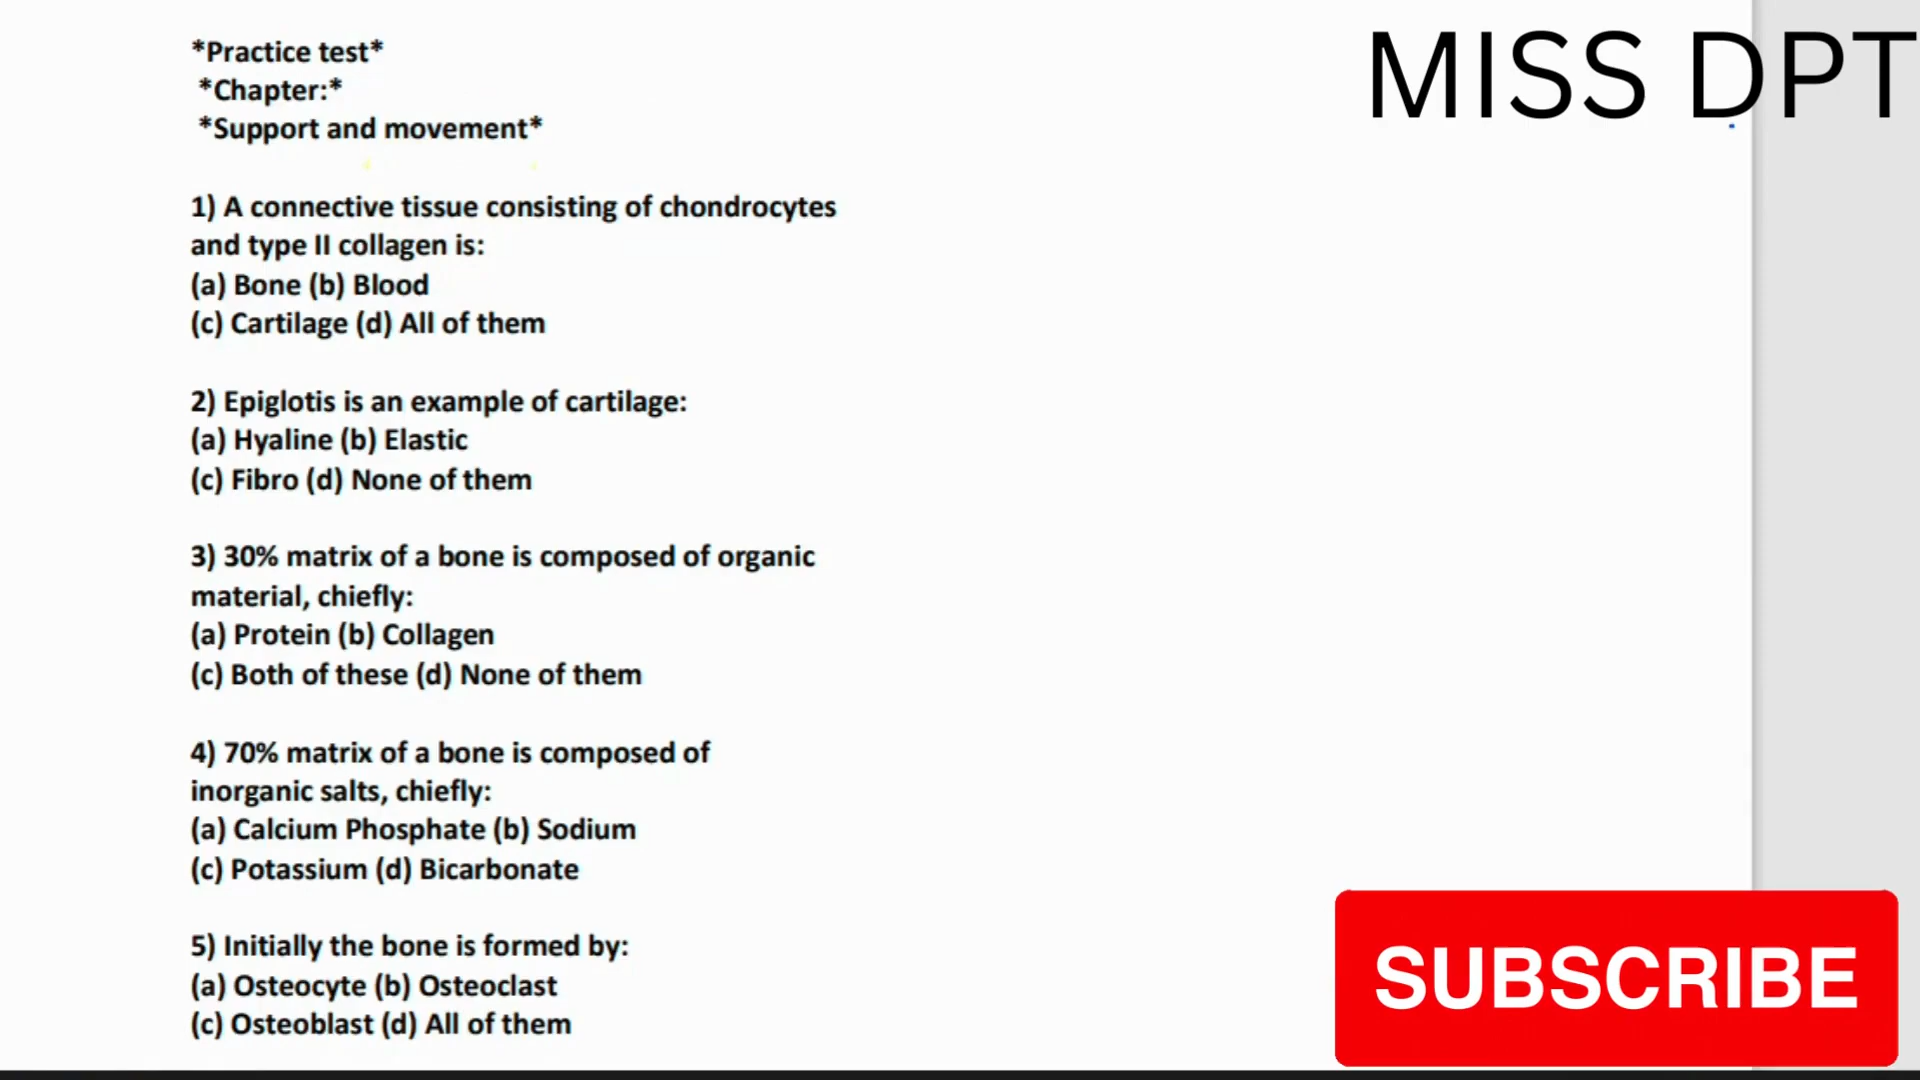 *Practice test*
*Chapter:*
*Support and movement*
MISS DPT
1) A connective tissue consisting of chondrocytes
and type II collagen is:
(a) Bone (b) Blood
(c) Cartilage (d) All of them
2) Epiglotis is an example of cartilage:
(a) Hyaline (b) Elastic
(c) Fibro (d) None of them
3) 30% matrix of a bone is composed of organic
material, chiefly:
(a) Protein (b) Collagen
(c) Both of these (d) None of them
4) 70% matrix of a bone is composed of
inorganic salts, chiefly:
(a) Calcium Phosphate (b) Sodium
(c) Potassium (d) Bicarbonate
5) Initially the bone is formed by:
(a) Osteocyte (b) Osteoclast
(c) Osteoblast (d) All of them
SUBSCRIBE